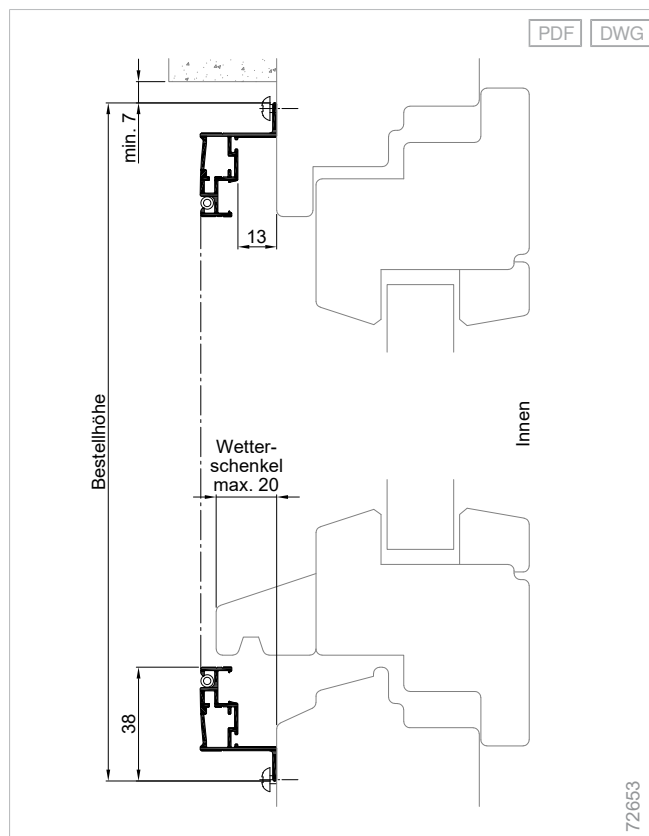 PDF DWG
min. 7
13
Bestellhöhe
Wetter-
schenkel
max. 20
Innen
38
72653